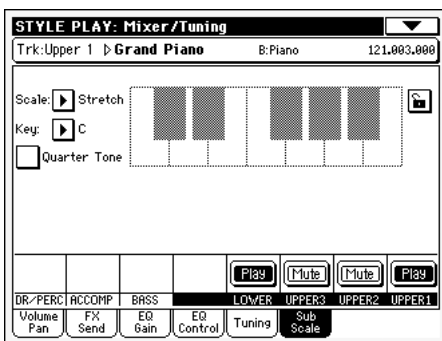 STYLE PLAY: Mixer/Tuning
Trk:Upper 1 ▷Grand Piano B:Piano 121.003.000
Scale: Stretch
Key: C
Quarter Tone
Play Mute Mute Play
DR/PERC ACCOMP BASS LOWER UPPER3 UPPER2 UPPER1
Volume Pan FX Send EQ Gain EQ Control Tuning Sub Scale